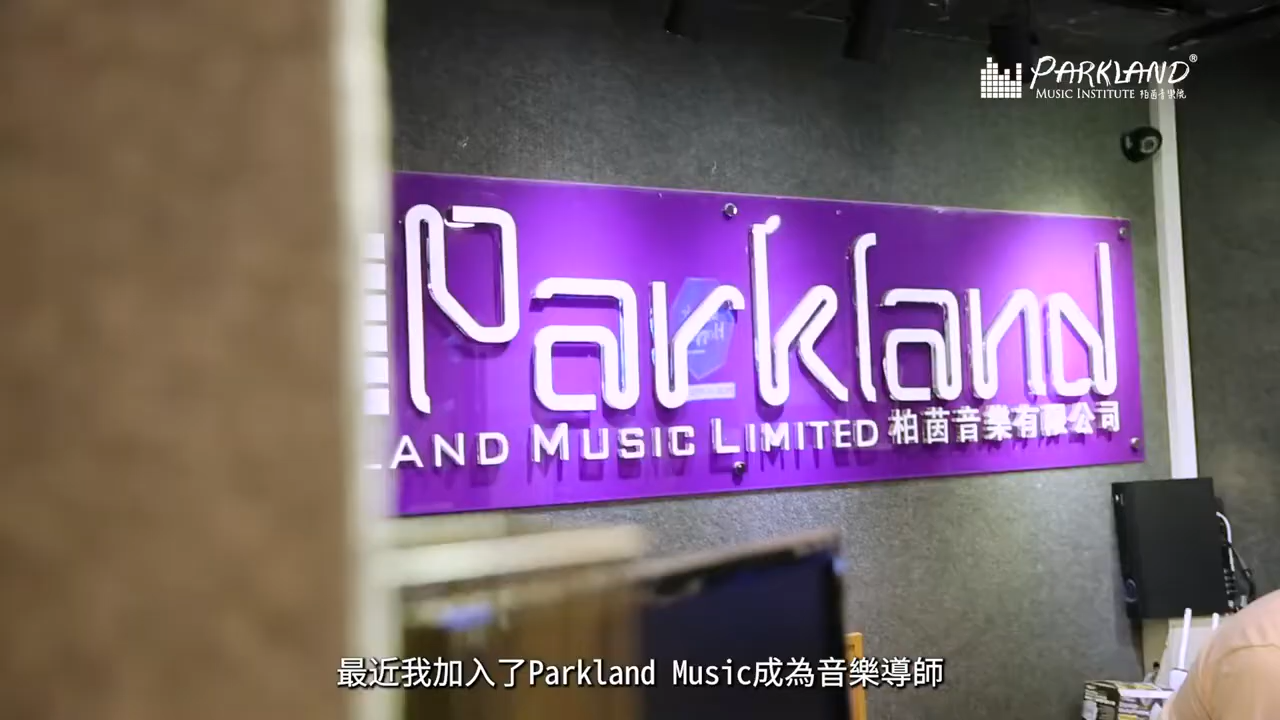 PARKLAND®
MUSIC INSTITUTE 柏茵音樂院
Parkland
LAND MUSIC LIMITED 柏茵音樂有限公司
最近我加入了Parkland Music成為音樂導師